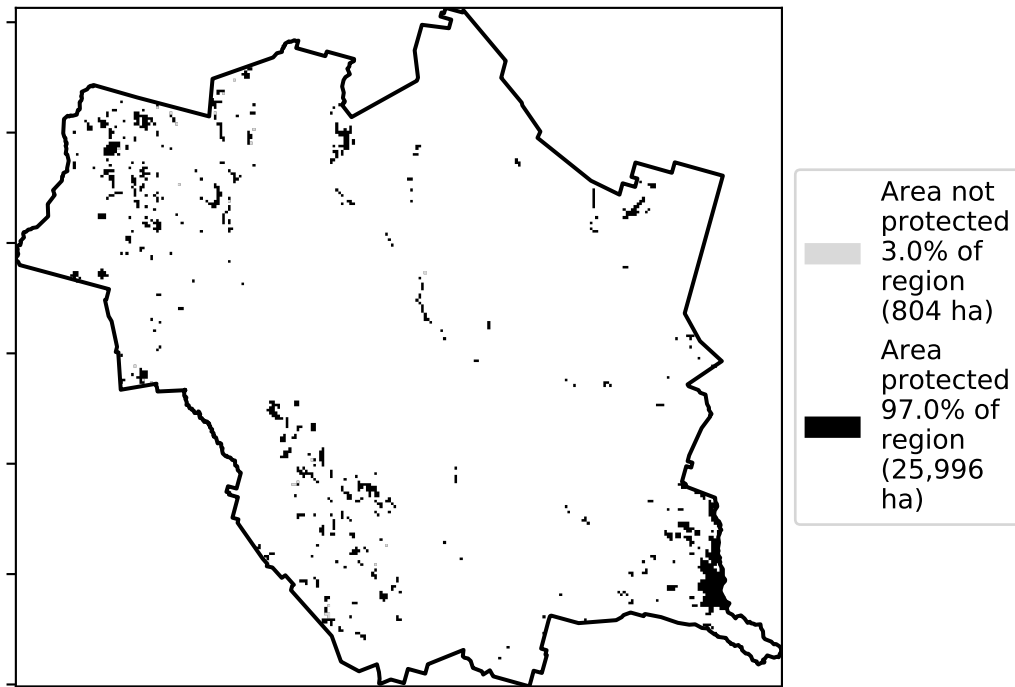 Area not
protected
3.0% of
region
(804 ha)
Area
protected
97.0% of
region
(25,996
ha)